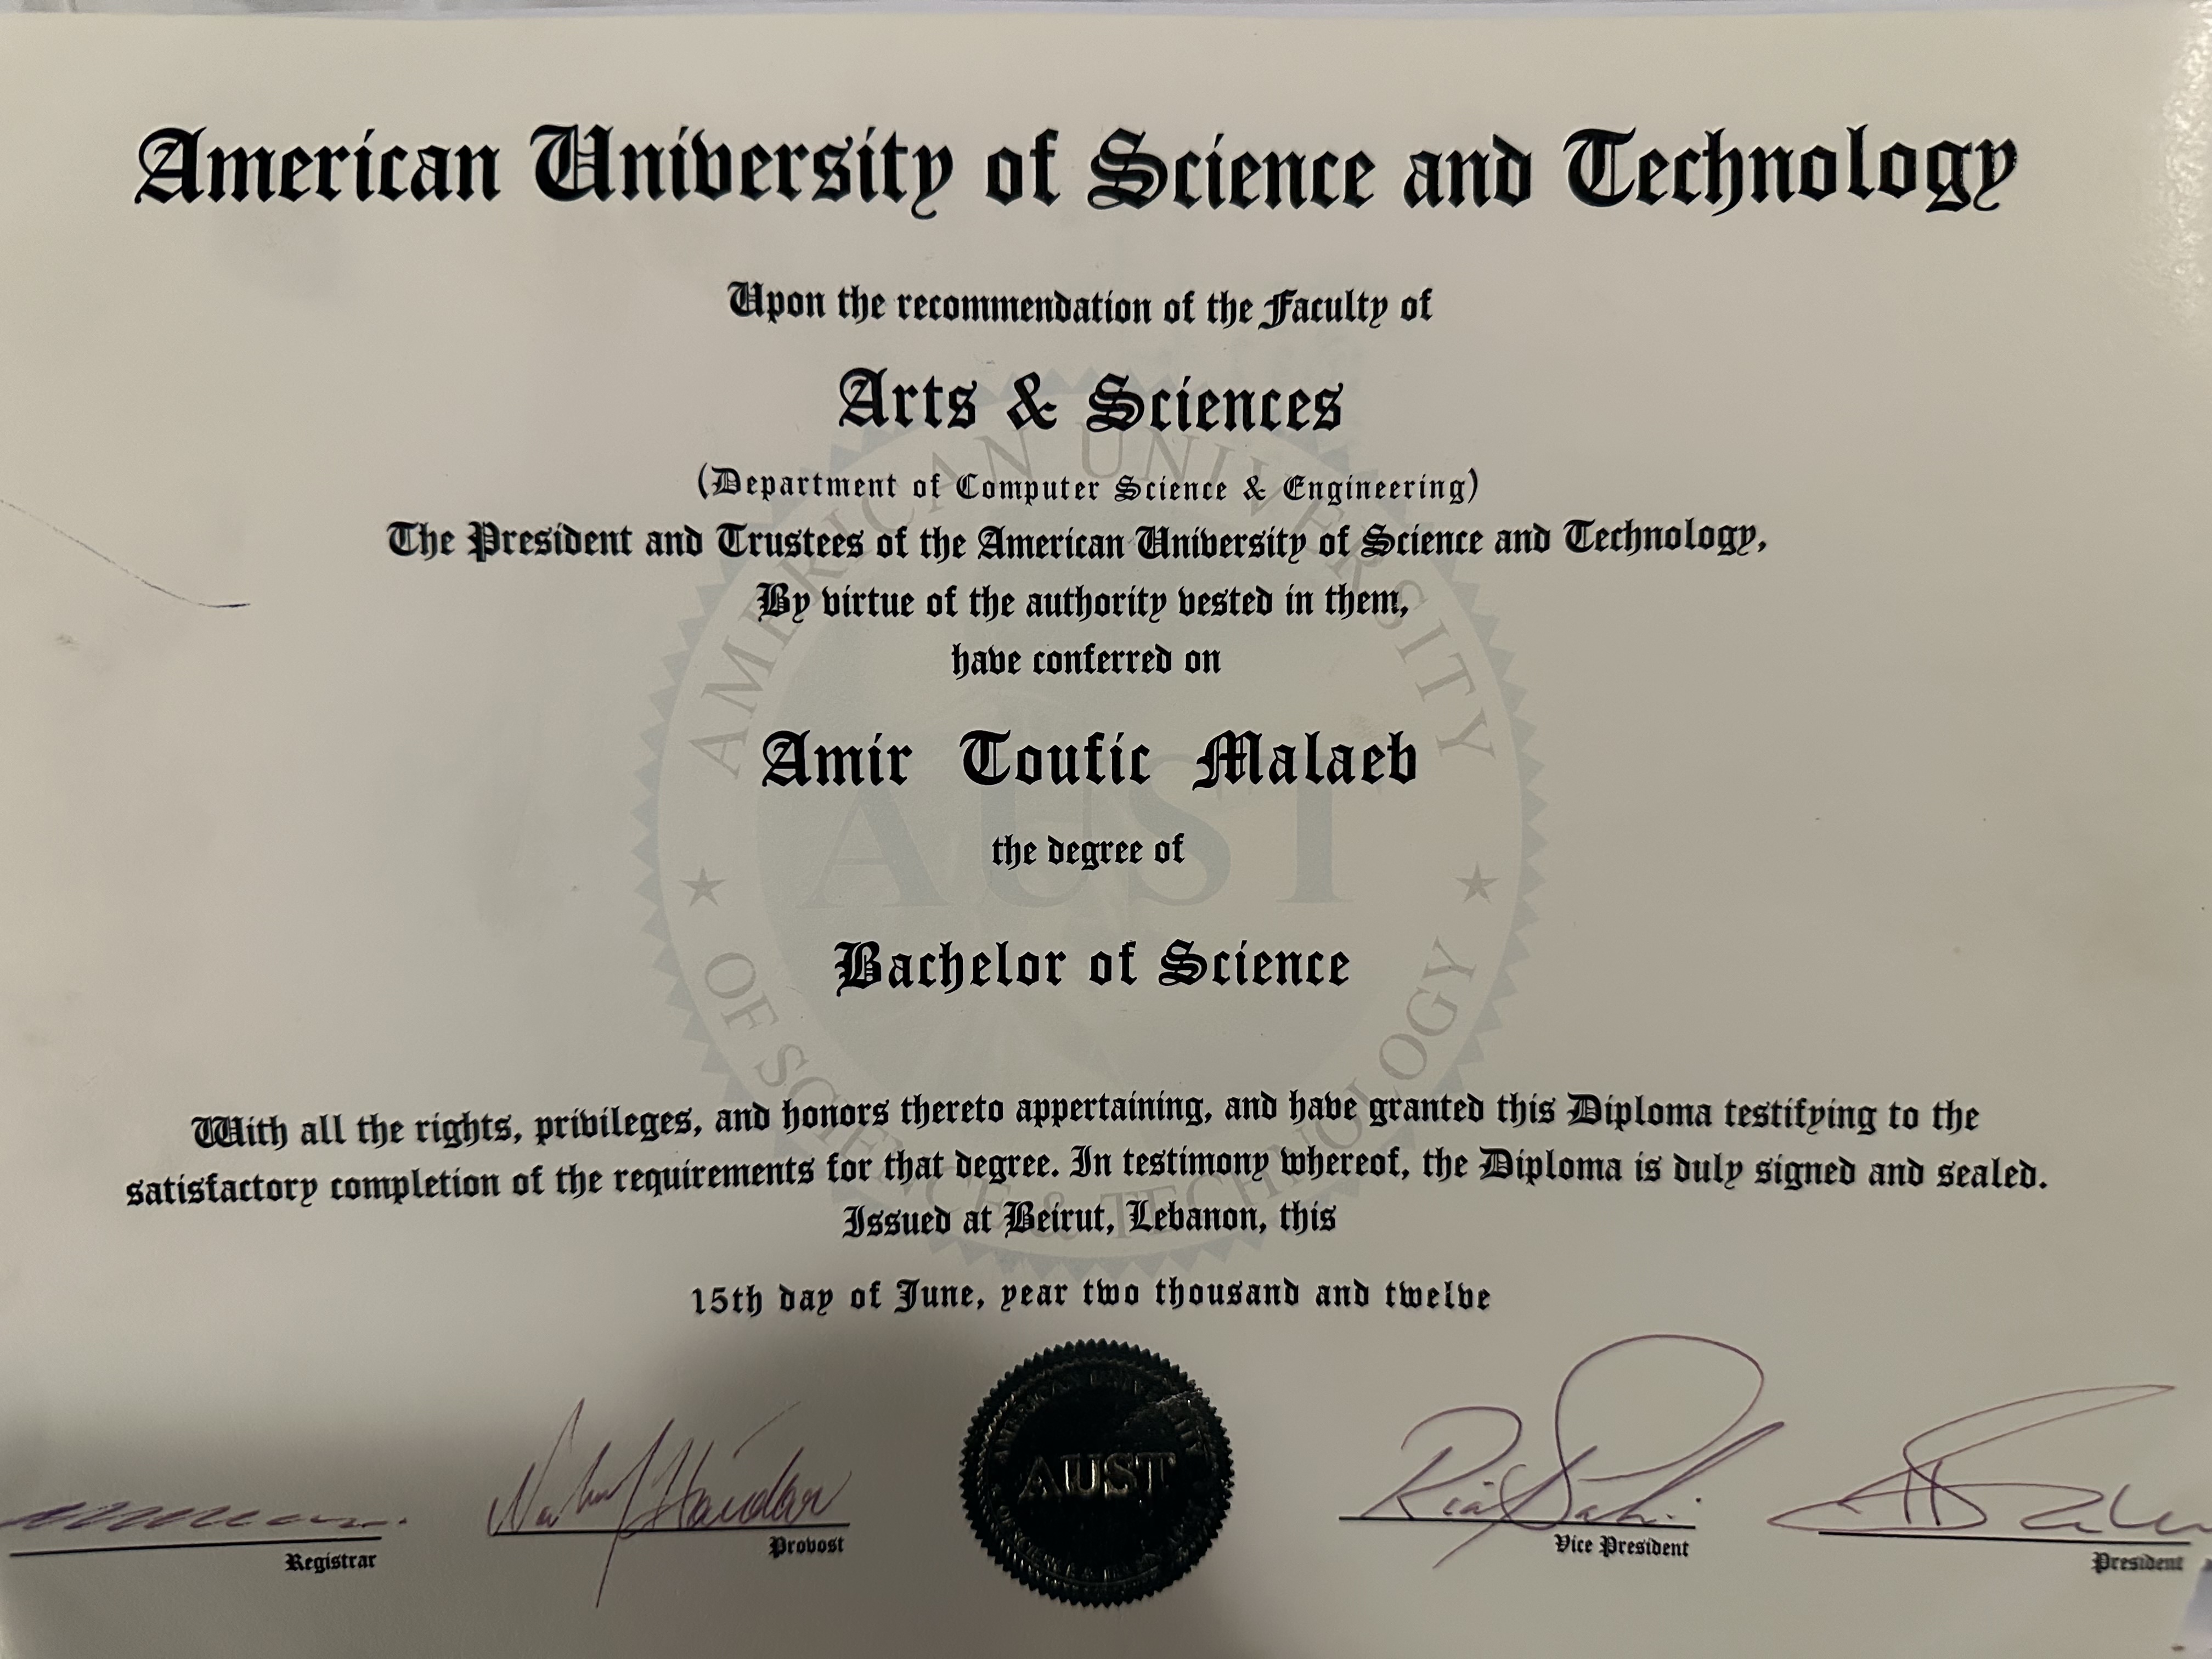 American University of Science and Technology
Upon the recommendation of the Faculty of
Arts & Sciences
(Department of Computer Science & Engineering)
The President and Trustees of the American University of Science and Technology,
By virtue of the authority vested in them,
have conferred on
Amir Toufic Malaeb
the degree of
Bachelor of Science
With all the rights, privileges, and honors thereto appertaining, and have granted this Diploma testifying to the
satisfactory completion of the requirements for that degree. In testimony whereof, the Diploma is duly signed and sealed.
Issued at Beirut, Lebanon, this
15th day of June, year two thousand and twelve
Registrar
Provost
Vice President
President
AMERICAN UNIVERSITY
AUST
OF SCIENCE & TECHNOLOGY
AUST